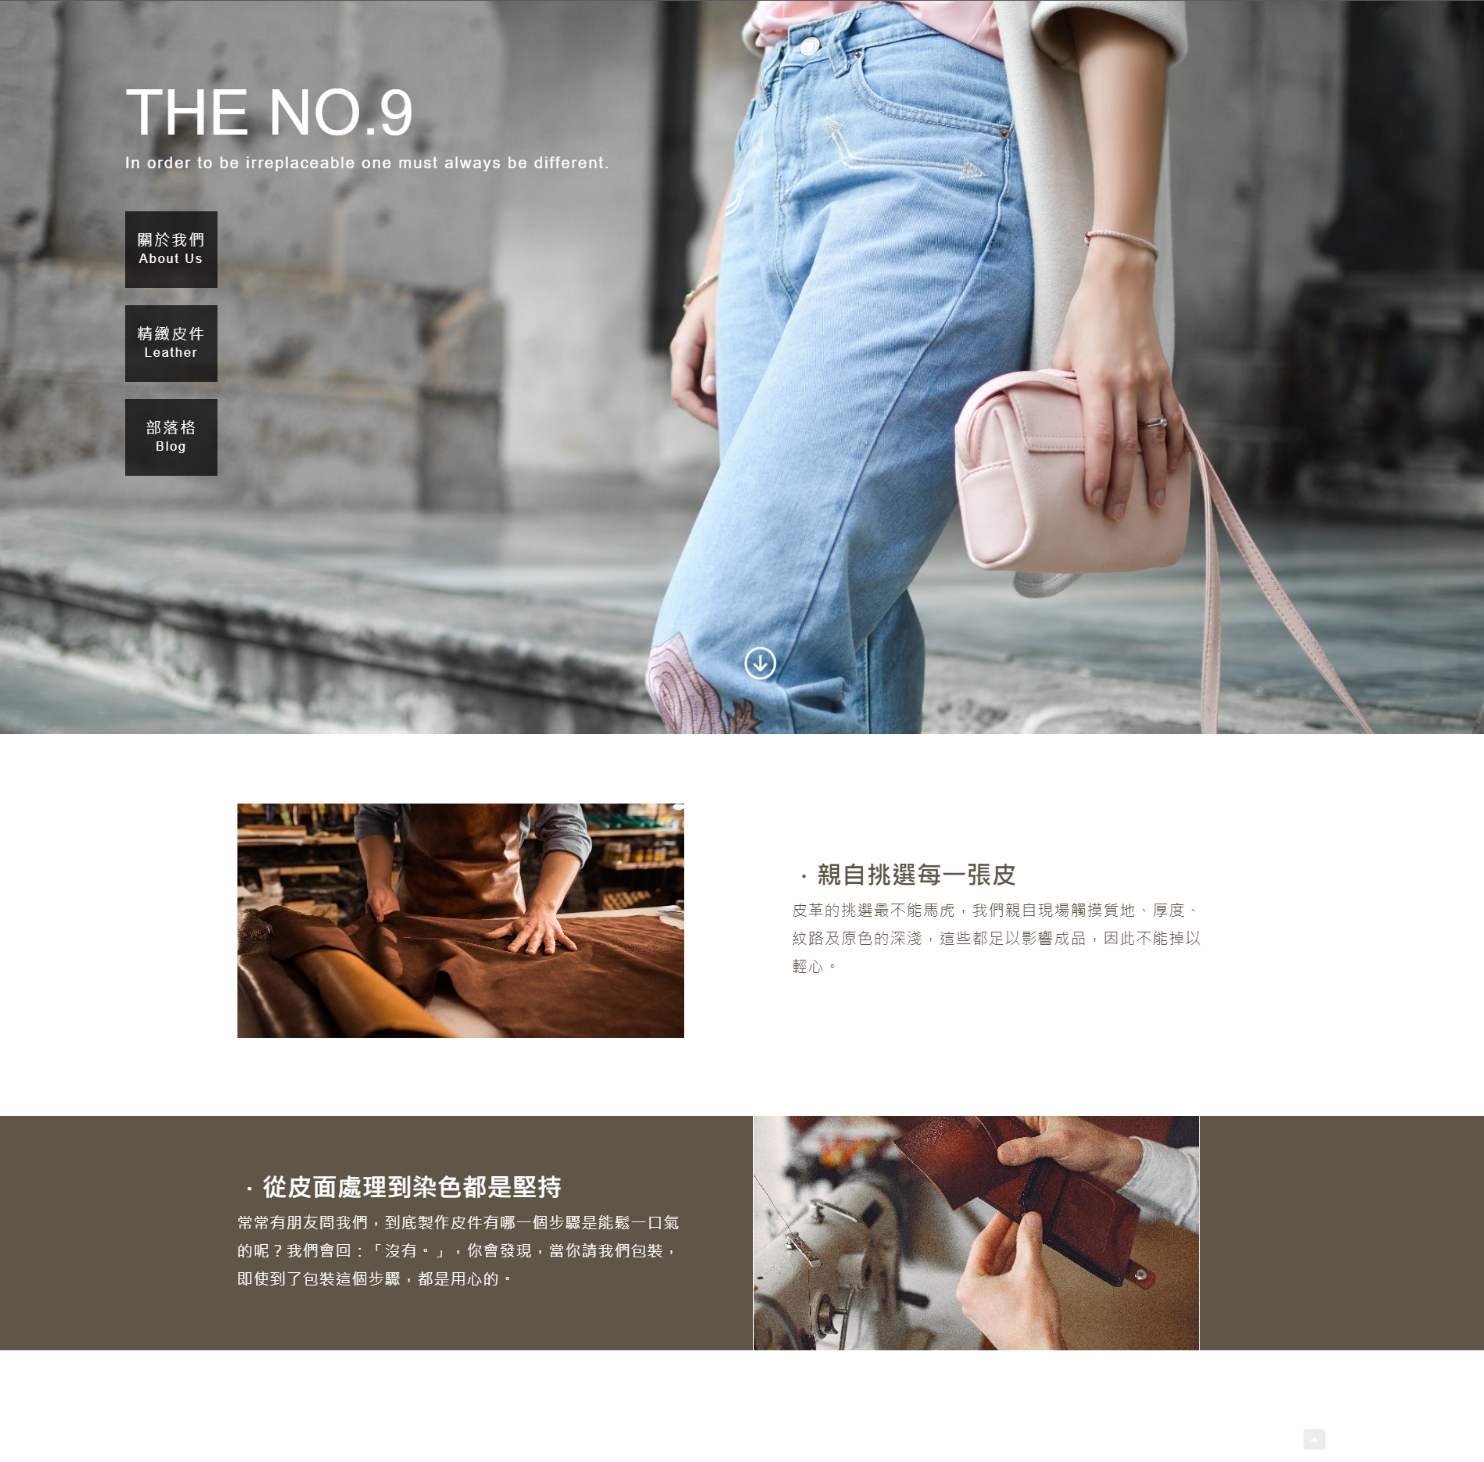 THE NO.9
In order to be irreplaceable one must always be different.
關於我們
About Us
精緻皮件
Leather
部落格
Blog
・親自挑選每一張皮
皮革的挑選最不能馬虎，我們親自現場觸摸質地、厚度、
紋路及原色的深淺，這些都足以影響成品，因此不能掉以
輕心。
・從皮面處理到染色都是堅持
常常有朋友問我們，到底製作皮件有哪一個步驟是能鬆一口氣
的呢？我們會回：「沒有。」，你會發現，當你請我們包裝，
即使到了包裝這個步驟，都是用心的。